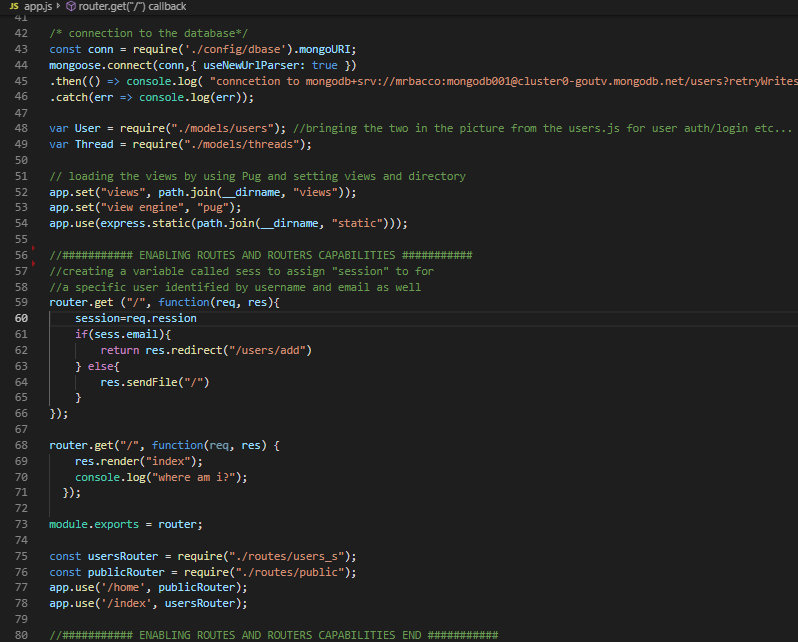 JS app.js > router.get("/") callback
41
42 /* connection to the database*/
43 const conn = require('./config/dbase').mongoURI;
44 mongoose.connect(conn,{ useNewUrlParser: true })
45 .then(() => console.log( "conncetion to mongodb+srv://mrbacco:mongodb001@cluster0-goutv.mongodb.net/users?retryWrites
46 .catch(err => console.log(err));
47
48 var User = require("./models/users"); //bringing the two in the picture from the users.js for user auth/login etc...
49 var Thread = require("./models/threads");
50
51 // loading the views by using Pug and setting views and directory
52 app.set("views", path.join(__dirname, "views"));
53 app.set("view engine", "pug");
54 app.use(express.static(path.join(__dirname, "static")));
55
56 //########### ENABLING ROUTES AND ROUTERS CAPABILITIES ###########
57 //creating a variable called sess to assign "session" to for
58 //a specific user identified by username and email as well
59 router.get ("/", function(req, res){
60 session=req.ression
61 if(sess.email){
62 return res.redirect("/users/add")
63 } else{
64 res.sendFile("/")
65 }
66 });
67
68 router.get("/", function(req, res) {
69 res.render("index");
70 console.log("where am i?");
71 });
72
73 module.exports = router;
74
75 const usersRouter = require("./routes/users_s");
76 const publicRouter = require("./routes/public");
77 app.use('/home', publicRouter);
78 app.use('/index', usersRouter);
79
80 //########### ENABLING ROUTES AND ROUTERS CAPABILITIES END ###########